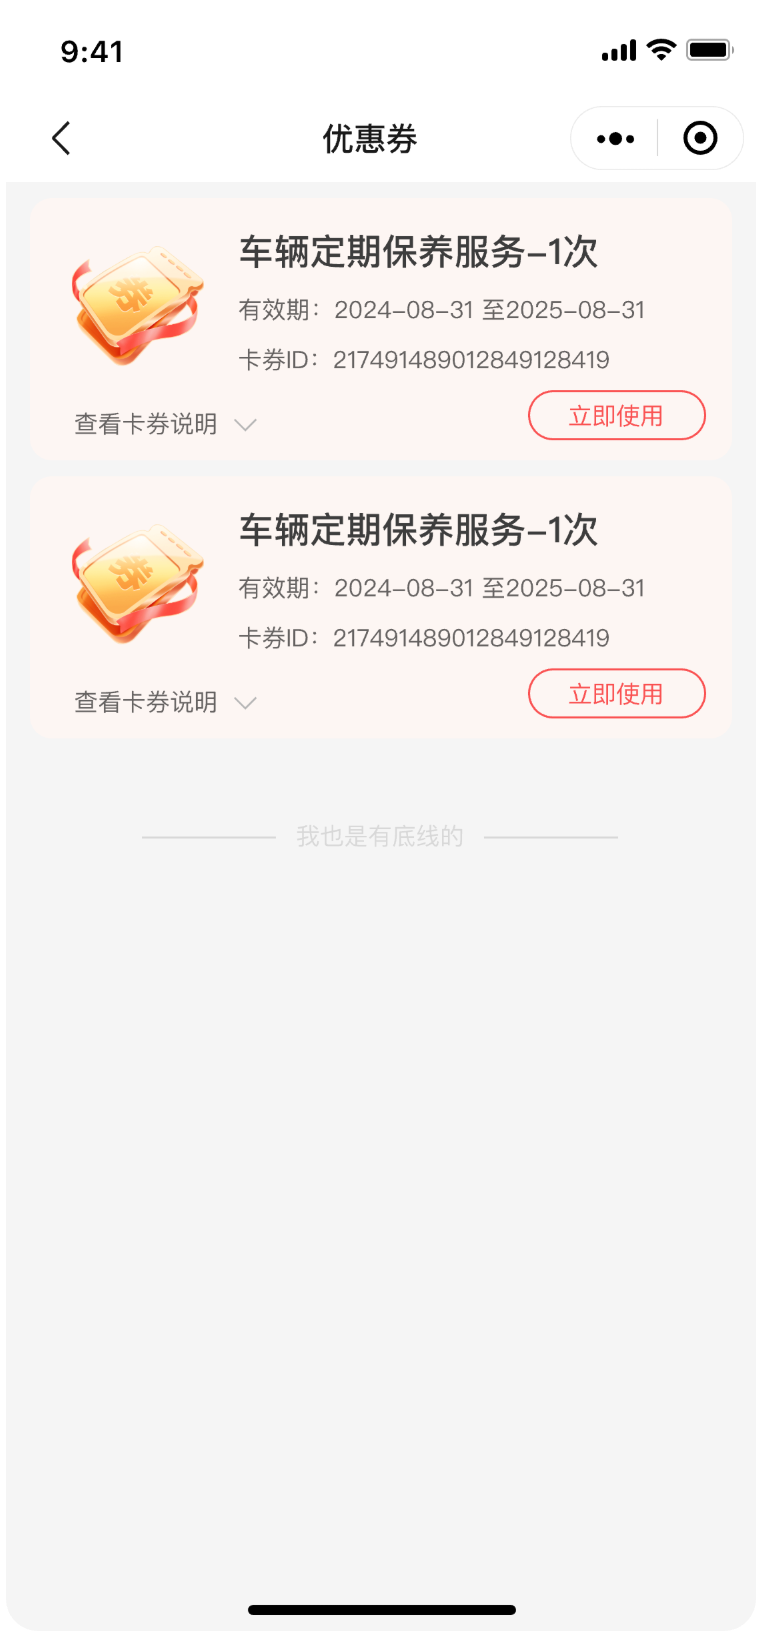 9:41
优惠券
券
车辆定期保养服务-1次
有效期：2024-08-31 至2025-08-31
卡券ID：217491489012849128419
查看卡券说明
立即使用
券
车辆定期保养服务-1次
有效期：2024-08-31 至2025-08-31
卡券ID：217491489012849128419
查看卡券说明
立即使用
我也是有底线的